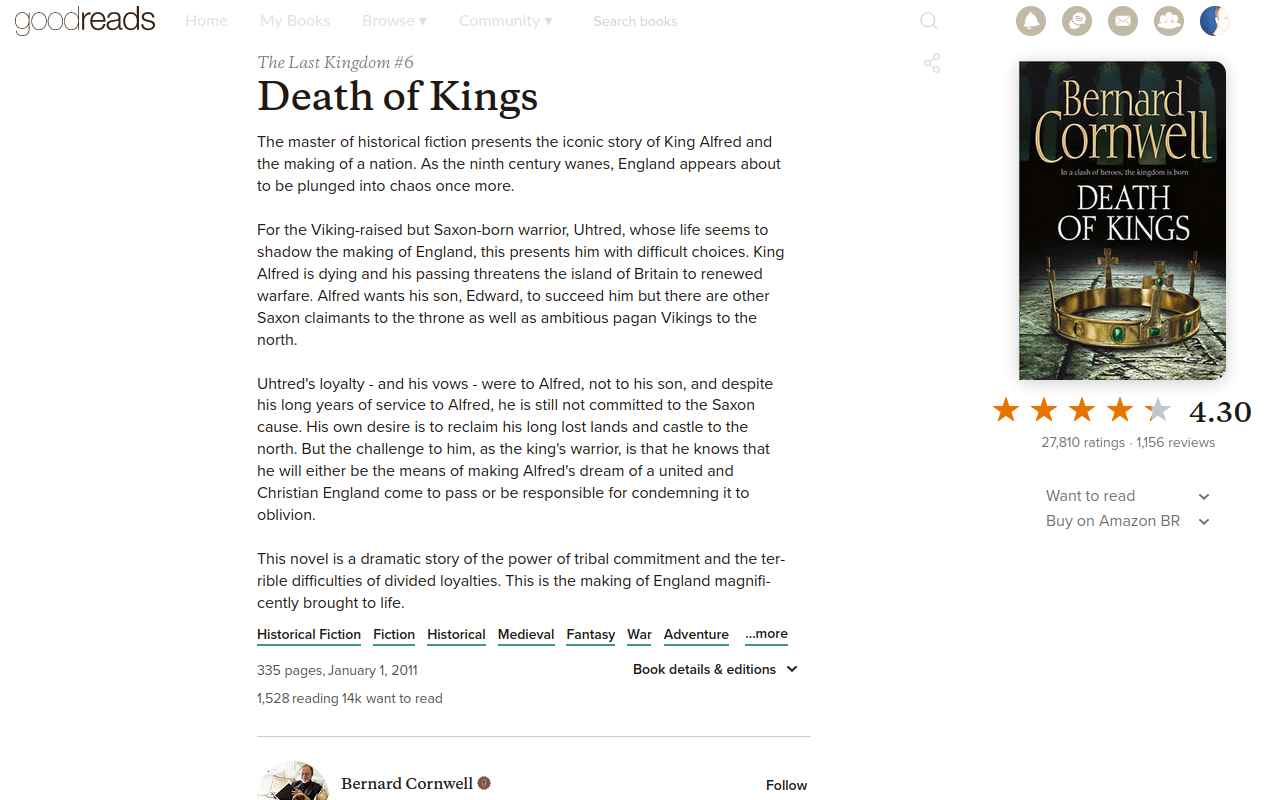 goodreads Home My Books Browse ▾ Community ▾ Search books
The Last Kingdom #6
Death of Kings
The master of historical fiction presents the iconic story of King Alfred and
the making of a nation. As the ninth century wanes, England appears about
to be plunged into chaos once more.
For the Viking-raised but Saxon-born warrior, Uhtred, whose life seems to
shadow the making of England, this presents him with difficult choices. King
Alfred is dying and his passing threatens the island of Britain to renewed
warfare. Alfred wants his son, Edward, to succeed him but there are other
Saxon claimants to the throne as well as ambitious pagan Vikings to the
north.
Uhtred's loyalty - and his vows - were to Alfred, not to his son, and despite
his long years of service to Alfred, he is still not committed to the Saxon
cause. His own desire is to reclaim his long lost lands and castle to the
north. But the challenge to him, as the king's warrior, is that he knows that
he will either be the means of making Alfred's dream of a united and
Christian England come to pass or be responsible for condemning it to
oblivion.
This novel is a dramatic story of the power of tribal commitment and the ter-
rible difficulties of divided loyalties. This is the making of England magnifi-
cently brought to life.
Historical Fiction Fiction Historical Medieval Fantasy War Adventure ...more
335 pages, January 1, 2011 Book details & editions
1,528 reading 14k want to read
Bernard Cornwell Follow
Bernard
Cornwell
In a clash of heroes, the kingdom is born
DEATH
OF KINGS
4.30
27,810 ratings · 1,156 reviews
Want to read
Buy on Amazon BR